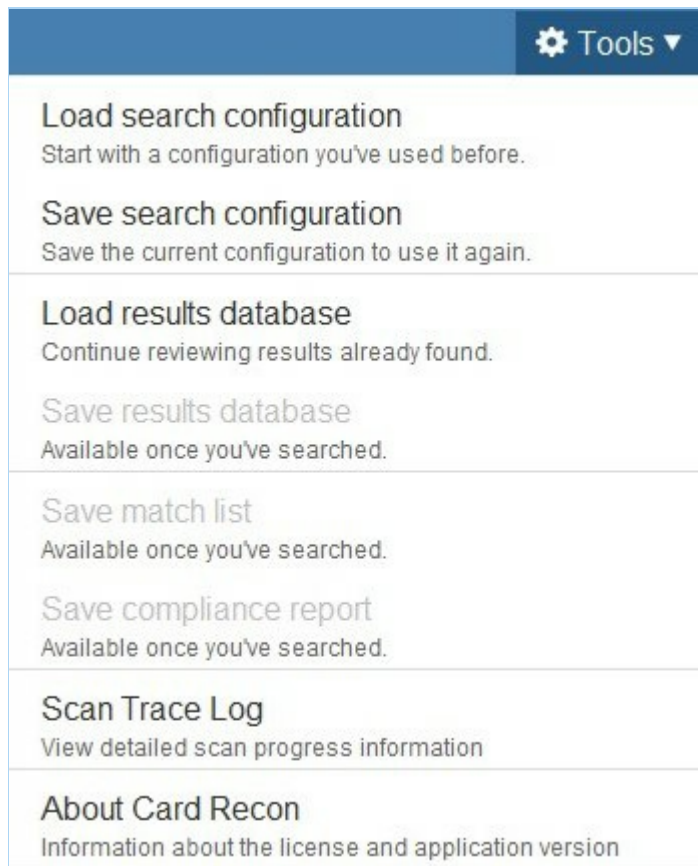 Tools
Load search configuration
Start with a configuration you've used before.
Save search configuration
Save the current configuration to use it again.
Load results database
Continue reviewing results already found.
Save results database
Available once you've searched.
Save match list
Available once you've searched.
Save compliance report
Available once you've searched.
Scan Trace Log
View detailed scan progress information
About Card Recon
Information about the license and application version